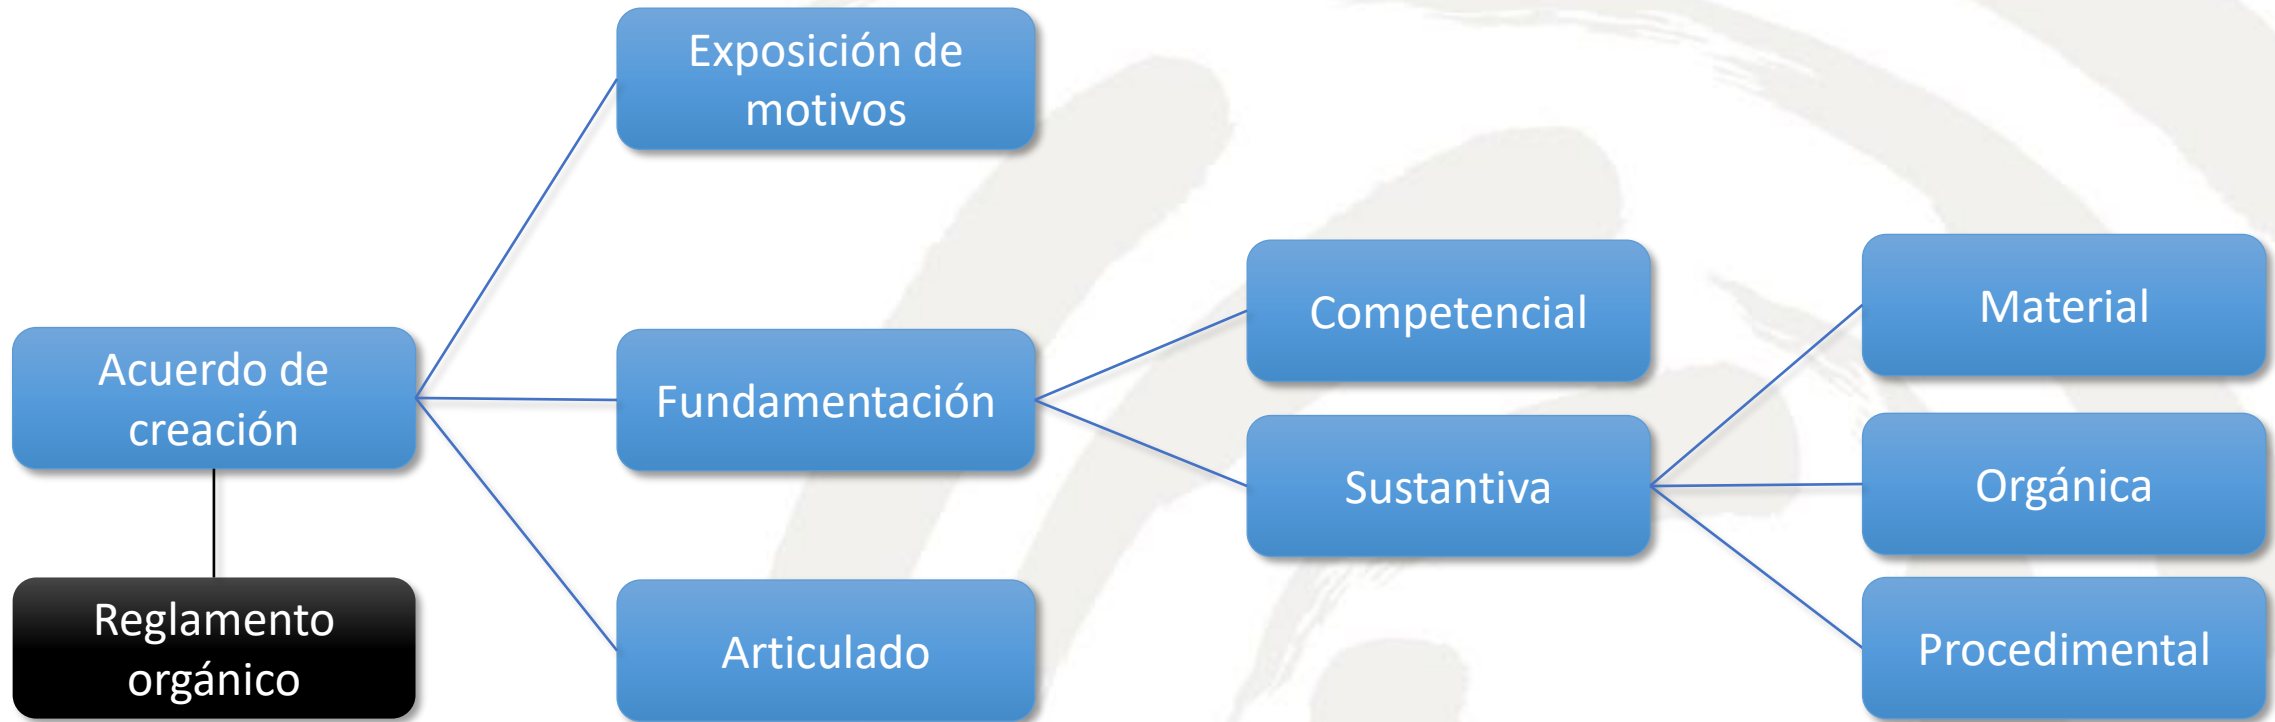 Exposición de
motivos
Acuerdo de
creación
Fundamentación
Competencial
Sustantiva
Material
Orgánica
Procedimental
Articulado
Reglamento
orgánico